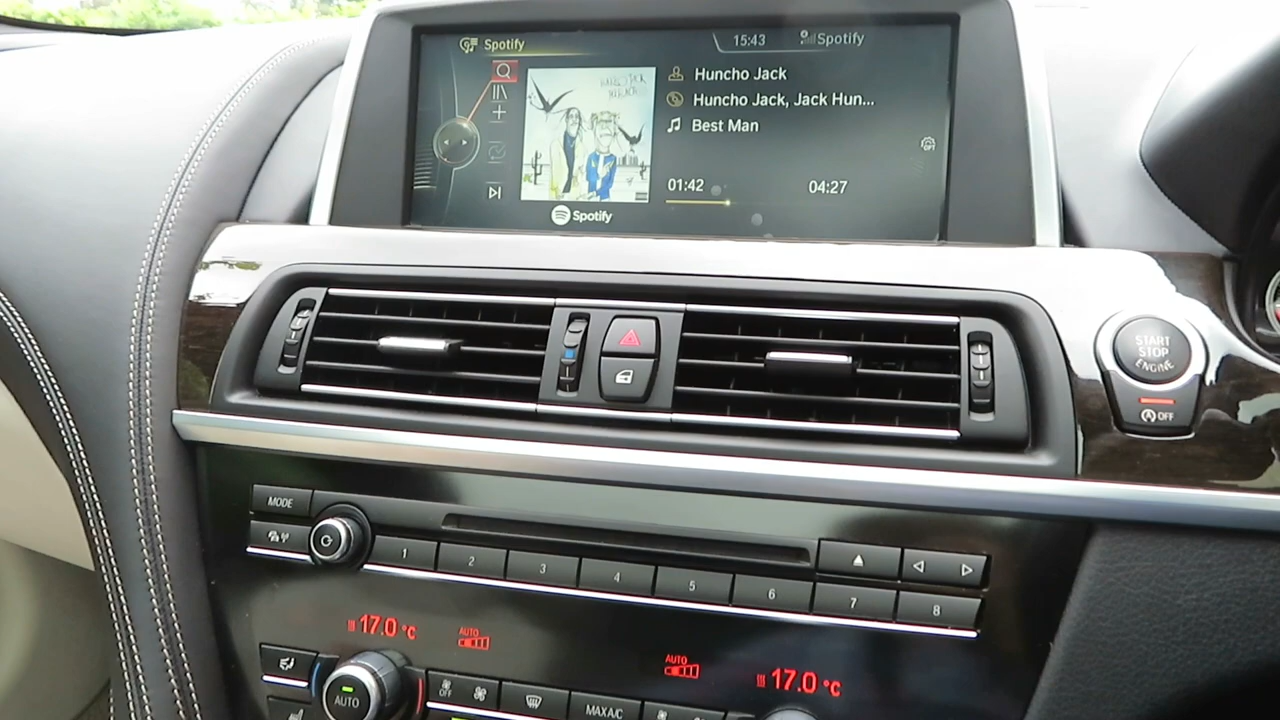 Spotify
15:43
Spotify
Huncho Jack
Huncho Jack, Jack Hun...
Best Man
01:42
04:27
Spotify
START
STOP
ENGINE
OFF
MODE
1
2
3
4
5
6
7
8
17.0 °C
AUTO
AUTO
17.0 °C
AUTO
OFF
MAX A/C